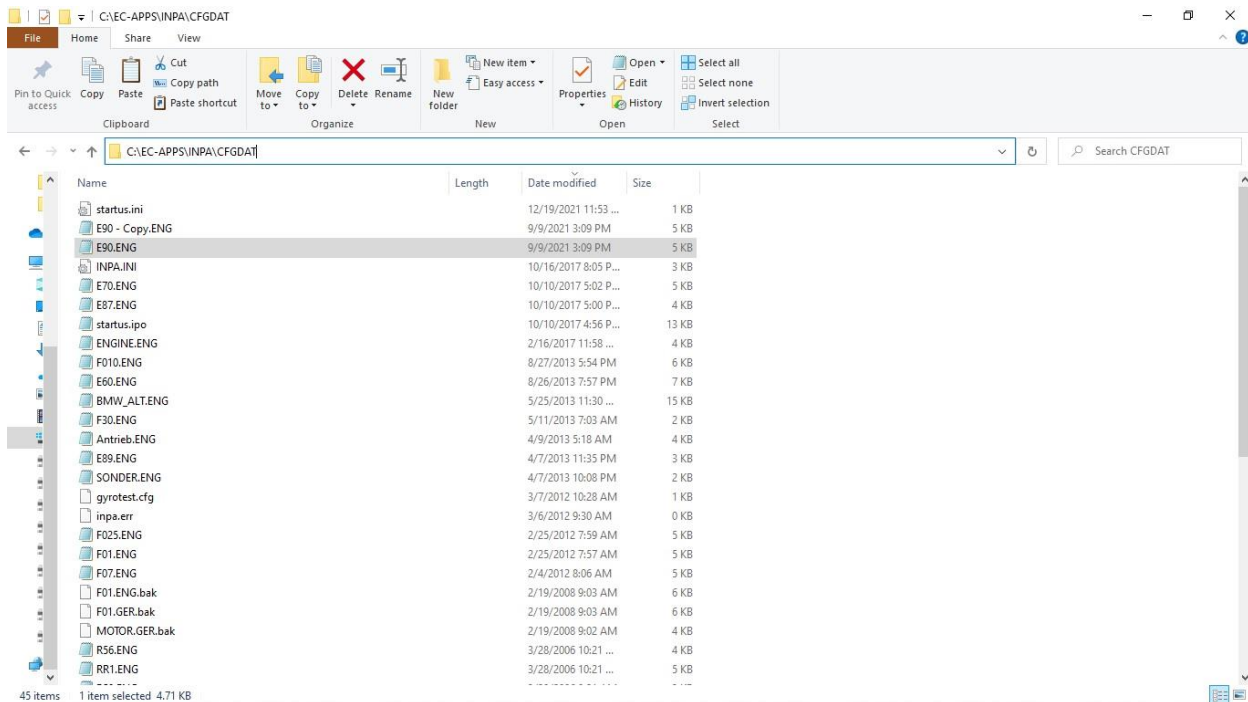 C:\EC-APPS\INPA\CFGDAT
File Home Share View
Pin to Quick access
Copy
Paste
Cut
Copy path
Paste shortcut
Move to
Copy to
Delete
Rename
New folder
New item
Easy access
Properties
Open
Edit
History
Select all
Select none
Invert selection
Clipboard Organize New Open Select
C:\EC-APPS\INPA\CFGDAT Search CFGDAT
Name Length Date modified Size
startus.ini 12/19/2021 11:53 ... 1 KB
E90 - Copy.ENG 9/9/2021 3:09 PM 5 KB
E90.ENG 9/9/2021 3:09 PM 5 KB
INPA.INI 10/16/2017 8:05 P... 3 KB
E70.ENG 10/10/2017 5:02 P... 5 KB
E87.ENG 10/10/2017 5:00 P... 4 KB
startus.ipo 10/10/2017 4:56 P... 13 KB
ENGINE.ENG 2/16/2017 11:58 ... 4 KB
F010.ENG 8/27/2013 5:54 PM 6 KB
E60.ENG 8/26/2013 7:57 PM 7 KB
BMW_ALT.ENG 5/25/2013 11:30 ... 15 KB
F30.ENG 5/11/2013 7:03 AM 2 KB
Antrieb.ENG 4/9/2013 5:18 AM 4 KB
E89.ENG 4/7/2013 11:35 PM 3 KB
SONDER.ENG 4/7/2013 10:08 PM 2 KB
gyrotest.cfg 3/7/2012 10:28 AM 1 KB
inpa.err 3/6/2012 9:30 AM 0 KB
F025.ENG 2/25/2012 7:59 AM 5 KB
F01.ENG 2/25/2012 7:57 AM 5 KB
F07.ENG 2/4/2012 8:06 AM 5 KB
F01.ENG.bak 2/19/2008 9:03 AM 6 KB
F01.GER.bak 2/19/2008 9:03 AM 6 KB
MOTOR.GER.bak 2/19/2008 9:02 AM 4 KB
R56.ENG 3/28/2006 10:21 ... 4 KB
RR1.ENG 3/28/2006 10:21 ... 5 KB
45 items 1 item selected 4.71 KB